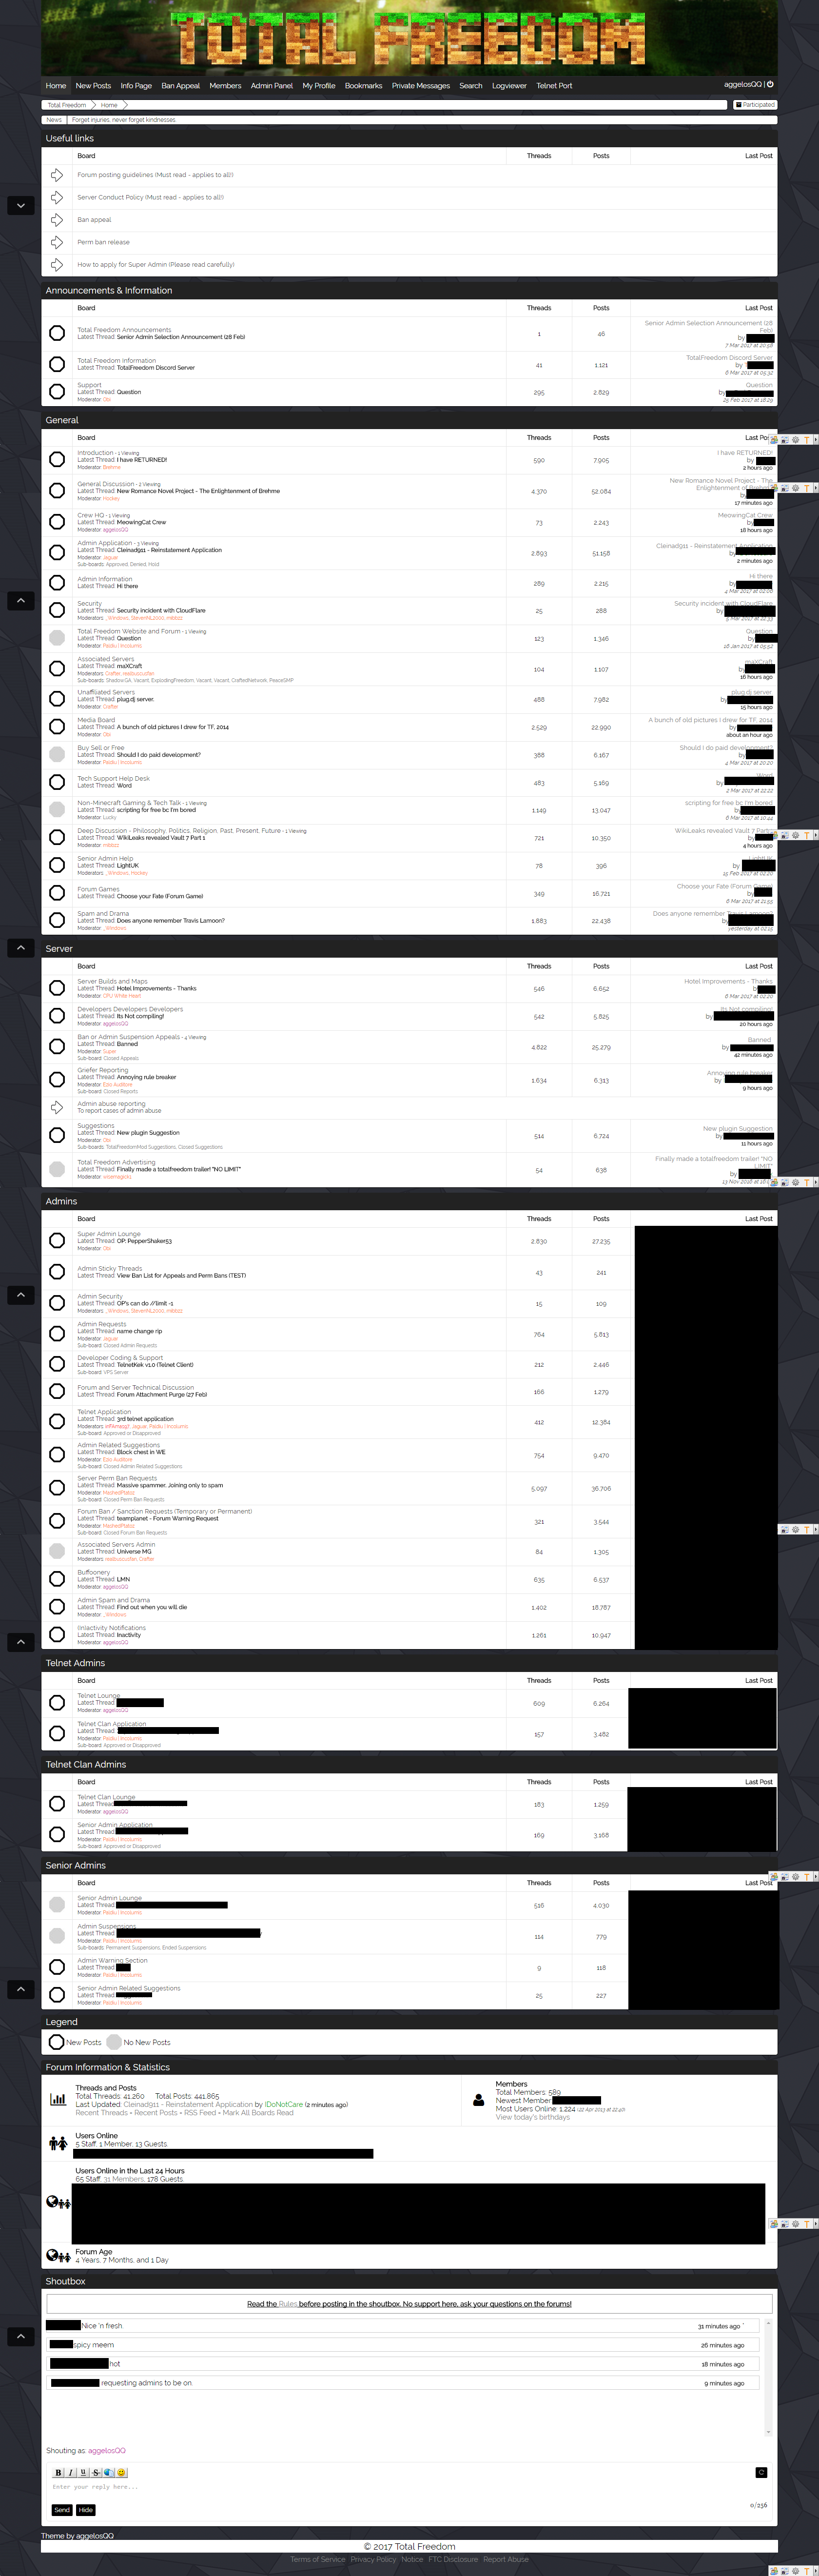 TOTAL FREEDOM
Home New Posts Info Page Ban Appeal Members Admin Panel My Profile Bookmarks Private Messages Search Logviewer Telnet Port aggelosQQ |
Total Freedom Home Participated
News Forget injuries, never forget kindnesses.
Useful links
Board Threads Posts Last Post
Forum posting guidelines (Must read - applies to all!)
Server Conduct Policy (Must read - applies to all!)
Ban appeal
Perm ban release
How to apply for Super Admin (Please read carefully)
Announcements & Information
Board Threads Posts Last Post
Total Freedom Announcements
Latest Thread: Senior Admin Selection Announcement (28 Feb)
1 46
Senior Admin Selection Announcement (28 Feb)
by
7 Mar 2017 at 20:58
Total Freedom Information
Latest Thread: TotalFreedom Discord Server
41 1,121
TotalFreedom Discord Server
by
6 Mar 2017 at 05:32
Support
Latest Thread: Question
Moderator: Obi
295 2,829
Question
by
25 Feb 2017 at 18:29
General
Board Threads Posts Last Post
Introduction - 1 Viewing
Latest Thread: I have RETURNED!
Moderator: Brehme
590 7,905
I have RETURNED!
by
2 hours ago
General Discussion - 2 Viewing
Latest Thread: New Romance Novel Project - The Enlightenment of Brehme
Moderator: Hockey
4,370 52,084
New Romance Novel Project - The Enlightenment of Brehme
by
17 minutes ago
Crew HQ - 1 Viewing
Latest Thread: MeowingCat Crew
Moderator: aggelosQQ
73 2,243
MeowingCat Crew
by
18 hours ago
Admin Application - 3 Viewing
Latest Thread: Cleinad911 - Reinstatement Application
Moderator: Jaguar
Sub-boards: Approved, Denied, Hold
2,893 51,158
Cleinad911 - Reinstatement Application
by
2 minutes ago
Admin Information
Latest Thread: Hi there
289 2,215
Hi there
by
4 Mar 2017 at 02:06
Security
Latest Thread: Security incident with CloudFlare
Moderators: _Windows, StevenNL2000, m6bzzz
25 288
Security incident with CloudFlare
by
5 Mar 2017 at 22:33
Total Freedom Website and Forum - 1 Viewing
Latest Thread: Question
Moderator: Paldiu | Incolumis
123 1,346
Question
by
18 Jan 2017 at 05:52
Associated Servers
Latest Thread: maXCraft
Moderators: Crafter, realbiscuisfan
Sub-boards: ShadowGA, Vacant, ExplodingFreedom, Vacant, Vacant, CraftedNetwork, PeaceSMP
104 1,107
maXCraft
by
16 hours ago
Unaffiliated Servers
Latest Thread: plug.dj server.
Moderator: Crafter
488 7,982
plug.dj server.
by
15 hours ago
Media Board
Latest Thread: A bunch of old pictures I drew for TF, 2014
Moderator: Obi
2,529 22,990
A bunch of old pictures I drew for TF, 2014
by
about an hour ago
Buy Sell or Free
Latest Thread: Should I do paid development?
Moderator: Paldiu | Incolumis
388 6,167
Should I do paid development?
by
4 Mar 2017 at 20:20
Tech Support Help Desk
Latest Thread: Word
483 5,169
Word
by
2 Mar 2017 at 22:22
Non-Minecraft Gaming & Tech Talk - 1 Viewing
Latest Thread: scripting for free bc I'm bored
Moderator: Lucky
1,149 13,047
scripting for free bc I'm bored
by
6 Mar 2017 at 10:44
Deep Discussion - Philosophy, Politics, Religion, Past, Present, Future - 1 Viewing
Latest Thread: WikiLeaks revealed Vault 7 Part 1
721 10,350
WikiLeaks revealed Vault 7 Part 1
by
4 hours ago
Senior Admin Help
Latest Thread: LightUK
Moderators: _Windows, Hockey
78 396
LightUK
by
15 Feb 2017 at 02:20
Forum Games
Latest Thread: Choose your Fate (Forum Game)
349 16,721
Choose your Fate (Forum Game)
by
8 Mar 2017 at 21:55
Spam and Drama
Latest Thread: Does anyone remember Travis Lamoon?
Moderator: _Windows
1,883 22,438
Does anyone remember Travis Lamoon?
by
yesterday at 02:15
Server
Board Threads Posts Last Post
Server Builds and Maps
Latest Thread: Hotel Improvements - Thanks
Moderator: CPU White Heart
546 6,652
Hotel Improvements - Thanks
8 Mar 2017 at 02:20
Developers Developers Developers
Latest Thread: Its Not compiling!
Moderator: aggelosQQ
542 5,825
Its Not compiling!
by
20 hours ago
Ban or Admin Suspension Appeals - 4 Viewing
Latest Thread: Banned
Moderator: Super
Sub-board: Closed Appeals
4,822 25,279
Banned
by
42 minutes ago
Griefer Reporting
Latest Thread: Annoying rule breaker
Moderator: Ezio Auditore
Sub-board: Closed Reports
1,634 6,313
Annoying rule breaker
by
9 hours ago
Admin abuse reporting
To report cases of admin abuse
Suggestions
Latest Thread: New plugin Suggestion
Moderator: Obi
Sub-boards: TotalFreedomMod Suggestions, Closed Suggestions
514 6,724
New plugin Suggestion
by
11 hours ago
Total Freedom Advertising
Latest Thread: Finally made a totalfreedom trailer! "NO LIMIT"
Moderator: wisemagicks
54 638
Finally made a totalfreedom trailer! "NO LIMIT"
by
13 Nov 2016 at
Admins
Board Threads Posts Last Post
Super Admin Lounge
Latest Thread: OP: PepperShaker53
Moderator: Obi
2,830 27,235
Admin Sticky Threads
Latest Thread: View Ban List for Appeals and Perm Bans (TEST)
43 241
Admin Security
Latest Thread: OP's can do //limit -1
Moderators: _Windows, StevenNL2000, m6bzzz
15 109
Admin Requests
Latest Thread: name change rip
Moderator: Jaguar
Sub-board: Closed Admin Requests
764 5,813
Developer Coding & Support
Latest Thread: TelnetKek v1.0 (Telnet Client)
Sub-board: VPS Server
212 2,446
Forum and Server Technical Discussion
Latest Thread: Forum Attachment Purge (27 Feb)
166 1,279
Telnet Application
Latest Thread: 3rd telnet application
Jaguar, Paldiu | Incolumis
Sub-board: Approved or Disapproved
412 12,384
Admin Related Suggestions
Latest Thread: Block chest in WE
Moderator: Ezio Auditore
Sub-board: Closed Admin Related Suggestions
754 9,470
Server Perm Ban Requests
Latest Thread: Massive spammer, Joining only to spam
Sub-board: Closed Perm Ban Requests
5,097 36,706
Forum Ban / Sanction Requests (Temporary or Permanent)
Latest Thread: teamplanet - Forum Warning Request
Sub-board: Closed Forum Ban Requests
321 3,544
Associated Servers Admin
Latest Thread: Universe MG
Moderators: realbiscuisfan, Crafter
84 1,305
Buffoonery
Latest Thread: LMN
Moderator: aggelosQQ
635 6,537
Admin Spam and Drama
Latest Thread: Find out when you will die
Moderator: _Windows
1,402 18,787
(In)activity Notifications
Latest Thread: Inactivity
Moderator: aggelosQQ
1,261 10,947
Telnet Admins
Board Threads Posts Last Post
Telnet Lounge
Latest Thread:
Moderator: aggelosQQ
609 6,264
Telnet Clan Application
Latest Thread:
Moderator: Paldiu | Incolumis
Sub-board: Approved or Disapproved
157 3,482
Telnet Clan Admins
Board Threads Posts Last Post
Telnet Clan Lounge
Latest Thread:
Moderator: aggelosQQ
183 1,259
Senior Admin Application
Latest Thread:
Moderator: Paldiu | Incolumis
Sub-board: Approved or Disapproved
169 3,168
Senior Admins
Board Threads Posts Last Post
Senior Admin Lounge
Latest Thread:
Moderator: Paldiu | Incolumis
516 4,030
Admin Suspensions
Latest Thread:
Moderator: Paldiu | Incolumis
Sub-boards: Permanent Suspensions, Ended Suspensions
114 779
Admin Warning Section
Latest Thread:
Moderator: Paldiu | Incolumis
9 118
Senior Admin Related Suggestions
Latest Thread:
Moderator: Paldiu | Incolumis
25 227
Legend
New Posts No New Posts
Forum Information & Statistics
Threads and Posts
Total Threads: 41,260 Total Posts: 441,865
Last Updated: Cleinad911 - Reinstatement Application by IDoNotCare (2 minutes ago)
Recent Threads - Recent Posts - RSS Feed - Mark All Boards Read
Members
Total Members: 589
Newest Member:
Most Users Online: 1,224
View today's birthdays
Users Online
5 Staff, 1 Member, 13 Guests.
Users Online in the Last 24 Hours
65 Staff, 31 Members, 178 Guests.
Forum Age
4 Years, 7 Months, and 1 Day
Shoutbox
Read the Rules before posting in the shoutbox. No support here, ask your questions on the forums!
Nice 'n fresh 31 minutes ago
spicy meem 26 minutes ago
hot 18 minutes ago
requesting admins to be on. 9 minutes ago
Shouting as: aggelosQQ
B I U S
Enter your reply here...
Send Hide 0/256
Theme by aggelosQQ
© 2017 Total Freedom
Terms of Service Privacy Policy Notice FTC Disclosure Report Abuse